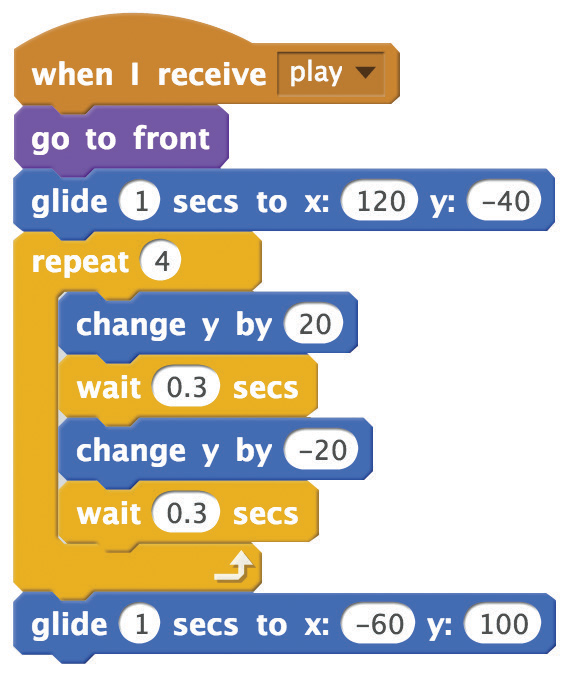 when I receive play
go to front
glide 1 secs to x: 120 y: -40
repeat 4
change y by 20
wait 0.3 secs
change y by -20
wait 0.3 secs
glide 1 secs to x: -60 y: 100